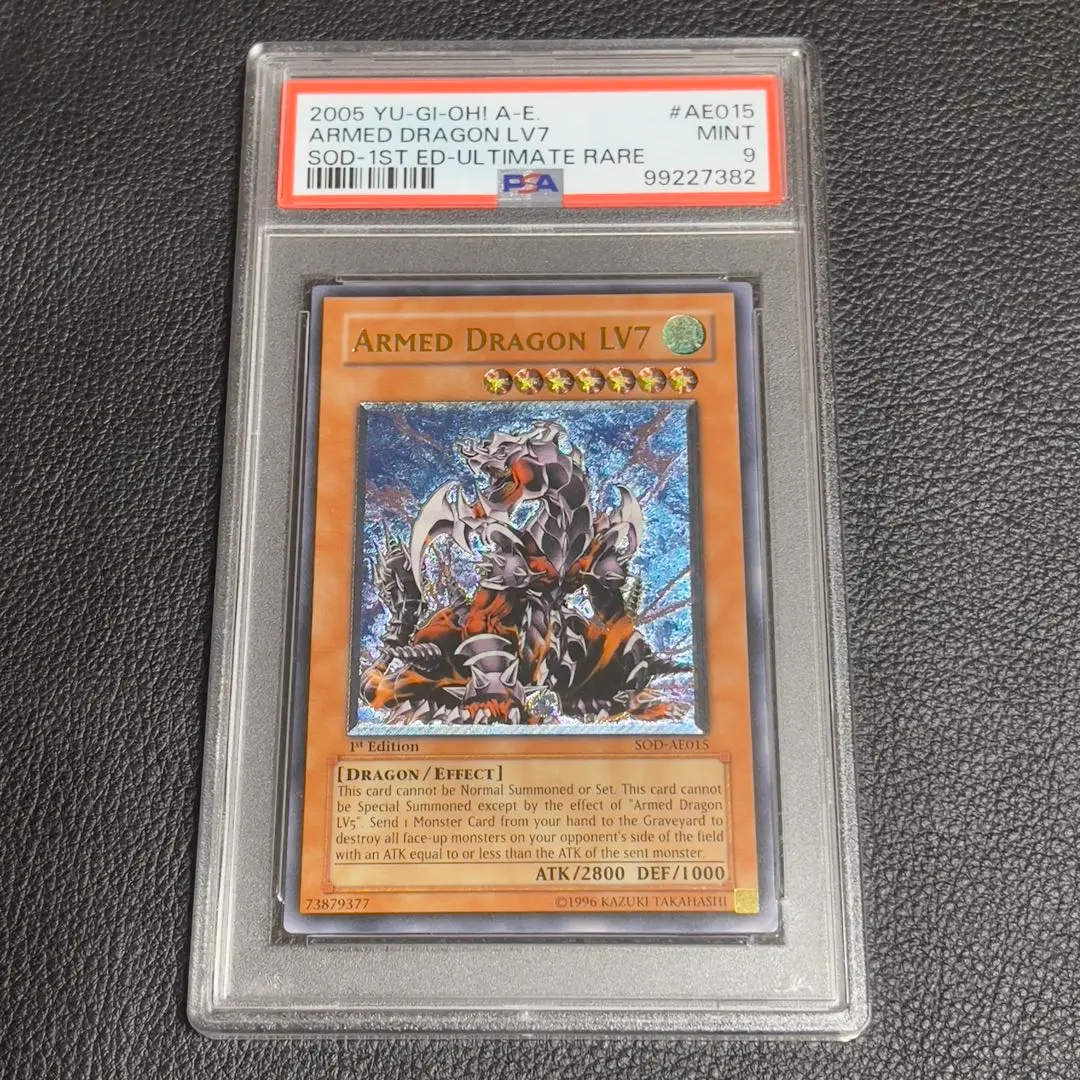 2005 YU-GI-OH! A-E. #AE015
ARMED DRAGON LV7 MINT
SOD-1ST ED-ULTIMATE RARE 9
PSA 99227382
ARMED DRAGON LV7
1st Edition SOD-AE015
[DRAGON/EFFECT]
This card cannot be Normal Summoned or Set. This card cannot
be Special Summoned except by the effect of "Armed Dragon
LV5". Send 1 Monster Card from your hand to the Graveyard to
destroy all face-up monsters on your opponent's side of the field
with an ATK equal to or less than the ATK of the sent monster.
ATK/2800 DEF/1000
73879377 ©1996 KAZUKI TAKAHASHI